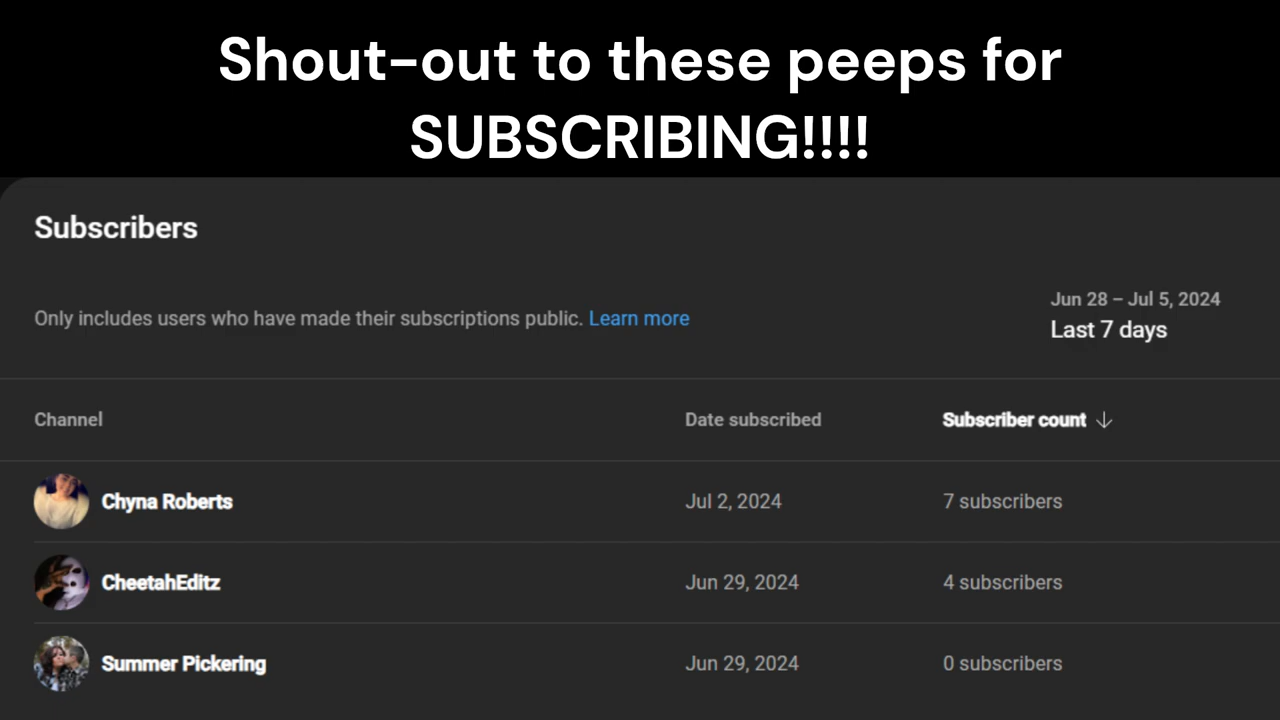 Shout-out to these peeps for
SUBSCRIBING!!!!
Subscribers
Only includes users who have made their subscriptions public. Learn more
Jun 28 – Jul 5, 2024
Last 7 days
Channel Date subscribed Subscriber count ↓
Chyna Roberts Jul 2, 2024 7 subscribers
CheetahEditz Jun 29, 2024 4 subscribers
Summer Pickering Jun 29, 2024 0 subscribers